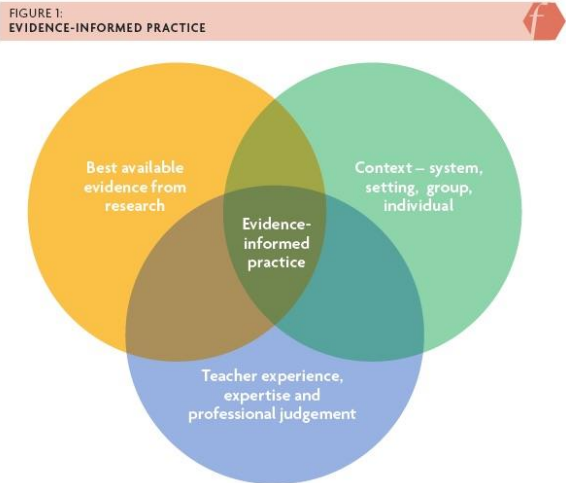 FIGURE 1:
EVIDENCE-INFORMED PRACTICE
f
Best available
evidence from
research
Context – system,
setting, group,
individual
Evidence-
informed
practice
Teacher experience,
expertise and
professional judgement